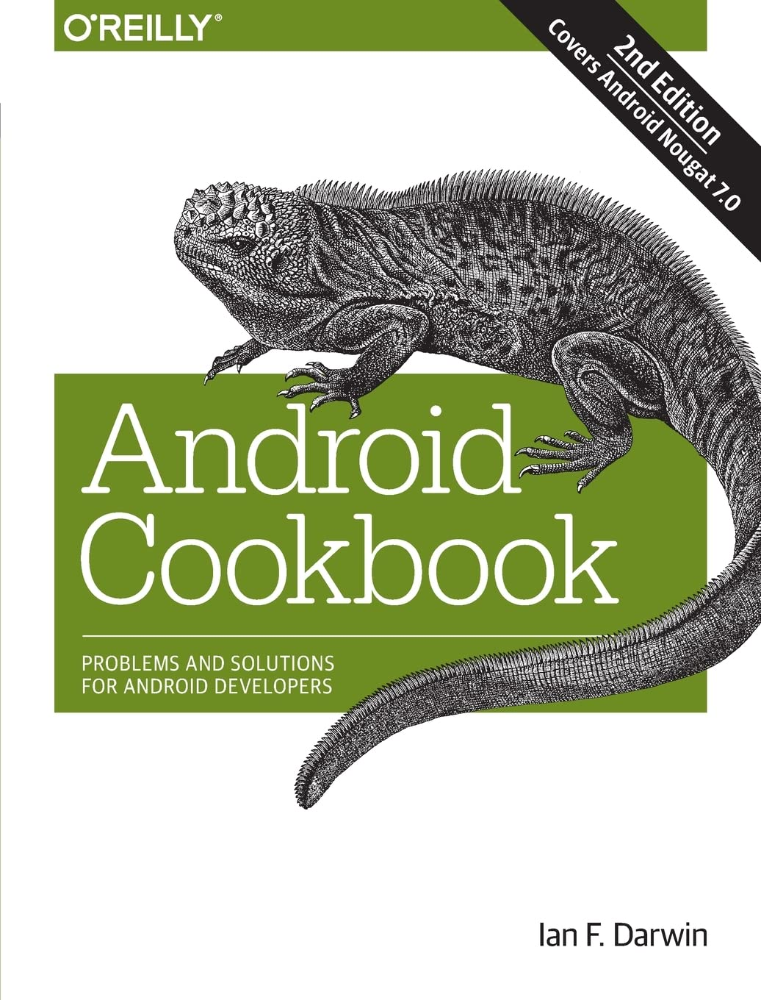 O'REILLY®
2nd Edition
Covers Android Nougat 7.0
Android
Cookbook
PROBLEMS AND SOLUTIONS
FOR ANDROID DEVELOPERS
Ian F. Darwin